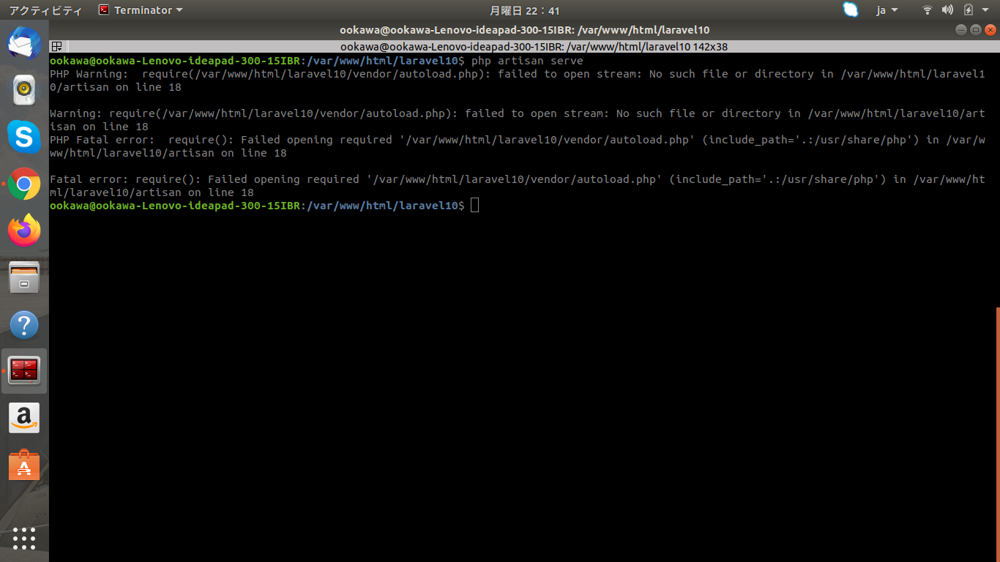 アクティビティ Terminator 月曜日 22：41 ja
ookawa@ookawa-Lenovo-ideapad-300-15IBR: /var/www/html/laravel10
ookawa@ookawa-Lenovo-ideapad-300-15IBR: /var/www/html/laravel10 142x38
ookawa@ookawa-Lenovo-ideapad-300-15IBR:/var/www/html/laravel10$ php artisan serve
PHP Warning:  require(/var/www/html/laravel10/vendor/autoload.php): failed to open stream: No such file or directory in /var/www/html/laravel1
0/artisan on line 18
Warning: require(/var/www/html/laravel10/vendor/autoload.php): failed to open stream: No such file or directory in /var/www/html/laravel10/art
isan on line 18
PHP Fatal error:  require(): Failed opening required '/var/www/html/laravel10/vendor/autoload.php' (include_path='.:/usr/share/php') in /var/w
ww/html/laravel10/artisan on line 18
Fatal error: require(): Failed opening required '/var/www/html/laravel10/vendor/autoload.php' (include_path='.:/usr/share/php') in /var/www/ht
ml/laravel10/artisan on line 18
ookawa@ookawa-Lenovo-ideapad-300-15IBR:/var/www/html/laravel10$